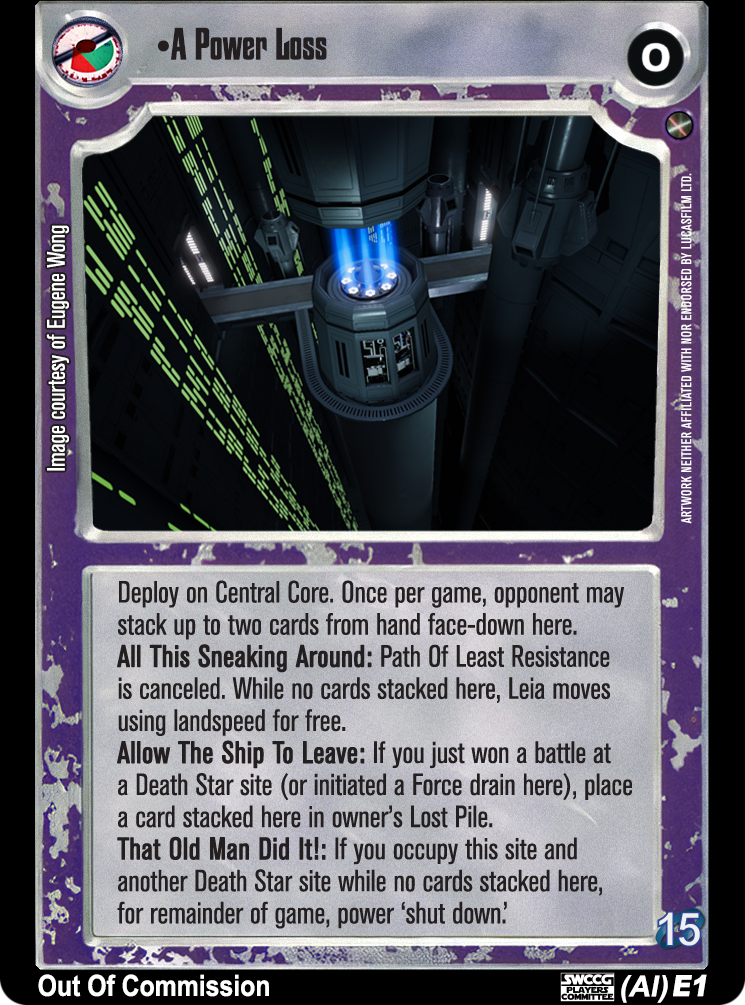 •A Power Loss
0
Image courtesy of Eugene Wong
ARTWORK NEITHER AFFILIATED WITH NOR ENDORSED BY LUCASFILM LTD.
Deploy on Central Core. Once per game, opponent may
stack up to two cards from hand face-down here.
All This Sneaking Around: Path Of Least Resistance
is canceled. While no cards stacked here, Leia moves
using landspeed for free.
Allow The Ship To Leave: If you just won a battle at
a Death Star site (or initiated a Force drain here), place
a card stacked here in owner's Lost Pile.
That Old Man Did It!: If you occupy this site and
another Death Star site while no cards stacked here,
for remainder of game, power ‘shut down.’
15
Out Of Commission
SWCCG
PLAYERS
COMMITTEE
(AI) E1